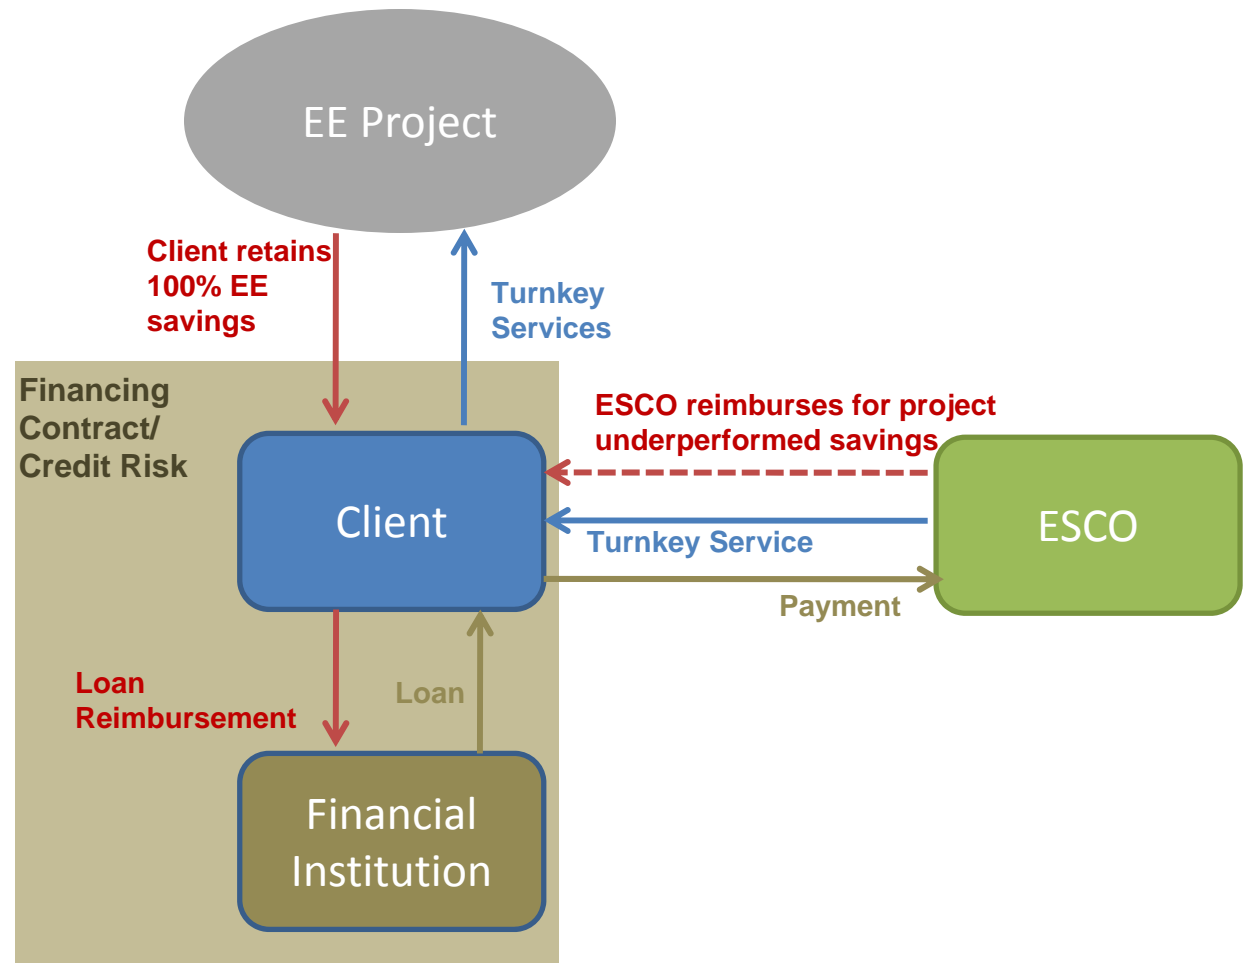 EE Project
Client retains
100% EE
savings
Turnkey
Services
Financing
Contract/
Credit Risk
ESCO reimburses for project
underperformed savings
Client
ESCO
Turnkey Service
Payment
Loan
Reimbursement
Loan
Financial
Institution